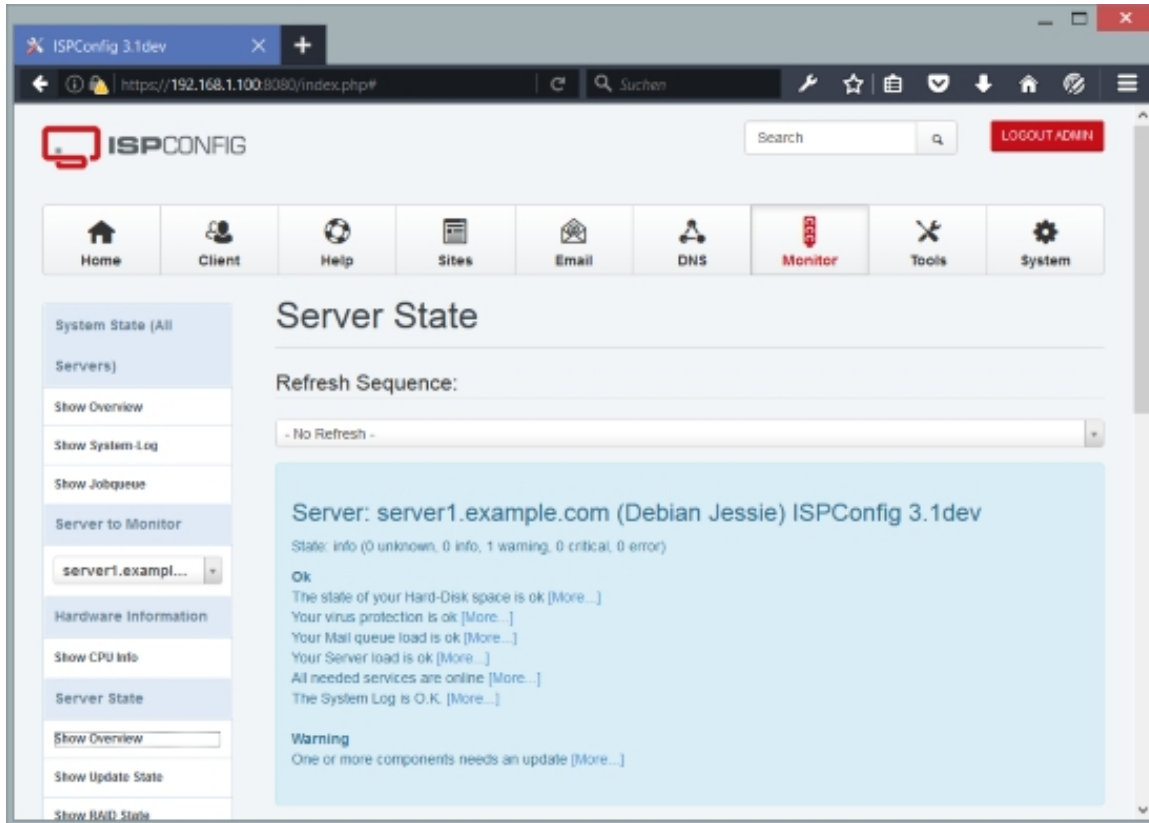 ISPConfig 3.1dev
https://192.168.1.100:8080/index.php#
Suchen
ISPCONFIG
Search
LOGOUT ADMIN
Home
Client
Help
Sites
Email
DNS
Monitor
Tools
System
System State (All
Servers)
Show Overview
Show System-Log
Show Jobqueue
Server to Monitor
server1.exampl....
Hardware Information
Show CPU Info
Server State
Show Overview
Show Update State
Show RAID State
Server State
Refresh Sequence:
- No Refresh -
Server: server1.example.com (Debian Jessie) ISPConfig 3.1dev
State: info (0 unknown, 0 info, 1 warning, 0 critical, 0 error)
Ok
The state of your Hard-Disk space is ok [More...]
Your virus protection is ok [More...]
Your Mail queue load is ok [More...]
Your Server load is ok [More...]
All needed services are online [More...]
The System Log is O.K. [More...]
Warning
One or more components needs an update [More...]